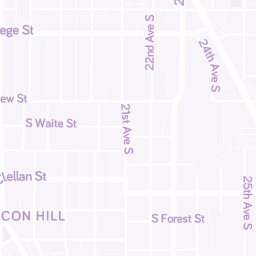 ege St
22nd Ave S
24th Ave S
ew St
21st Ave S
S Waite St
ellan St
25th Ave S
CON HILL
S Forest St